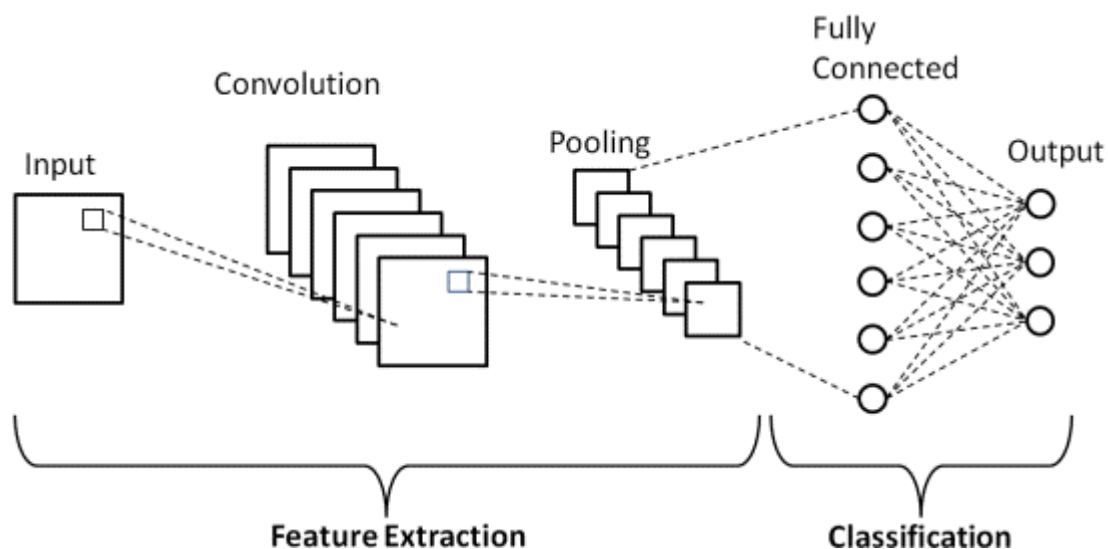 Input
Convolution
Pooling
Fully
Connected
Output
Feature Extraction
Classification